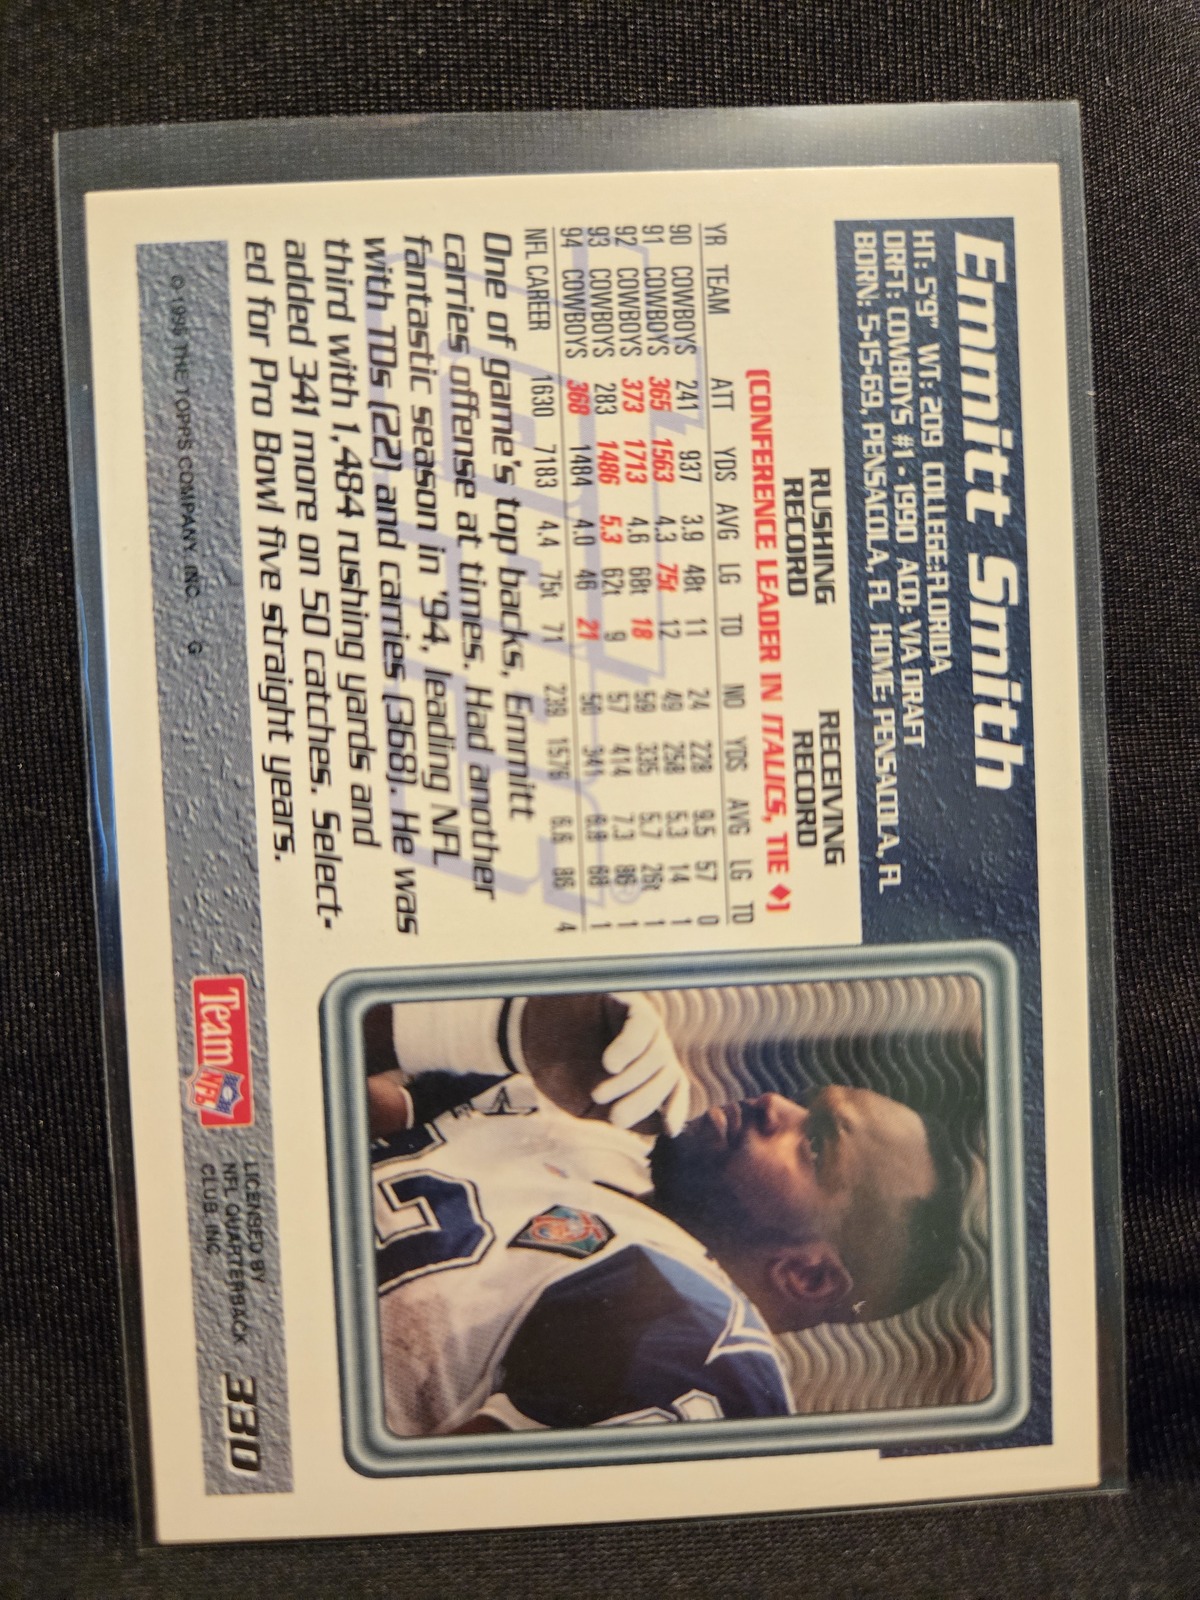 Emmitt Smith
HT: 5'9" WT: 209 COLLEGE: FLORIDA
DRFT: COWBOYS #1 - 1990 ACQ: VIA DRAFT
BORN: 5-15-69, PENSACOLA, FL HOME: PENSACOLA, FL
RUSHING RECORD RECEIVING RECORD
(CONFERENCE LEADER IN ITALICS, TIE ♦)
YR TEAM ATT YDS AVG LG TD NO YDS AVG LG TD
90 COWBOYS 241 937 3.9 48t 11 24 228 9.5 57 0
91 COWBOYS 365 1563 4.3 75t 12 49 258 5.3 14 1
92 COWBOYS 373 1713 4.6 68t 18 59 335 5.7 26t 1
93 COWBOYS 283 1486 5.3 62t 9 57 414 7.3 86 1
94 COWBOYS 368 1484 4.0 46 21 50 341 6.8 68 1
NFL CAREER 1630 7183 4.4 75t 71 239 1576 6.6 86 4
One of game's top backs, Emmitt
carries offense at times. Had another
fantastic season in '94, leading NFL
with TDs (22) and carries (368). He was
third with 1,484 rushing yards and
added 341 more on 50 catches. Select-
ed for Pro Bowl five straight years.
© 1995 THE TOPPS COMPANY, INC. G
Team NFL
LICENSED BY
NFL QUARTERBACK
CLUB, INC.
330